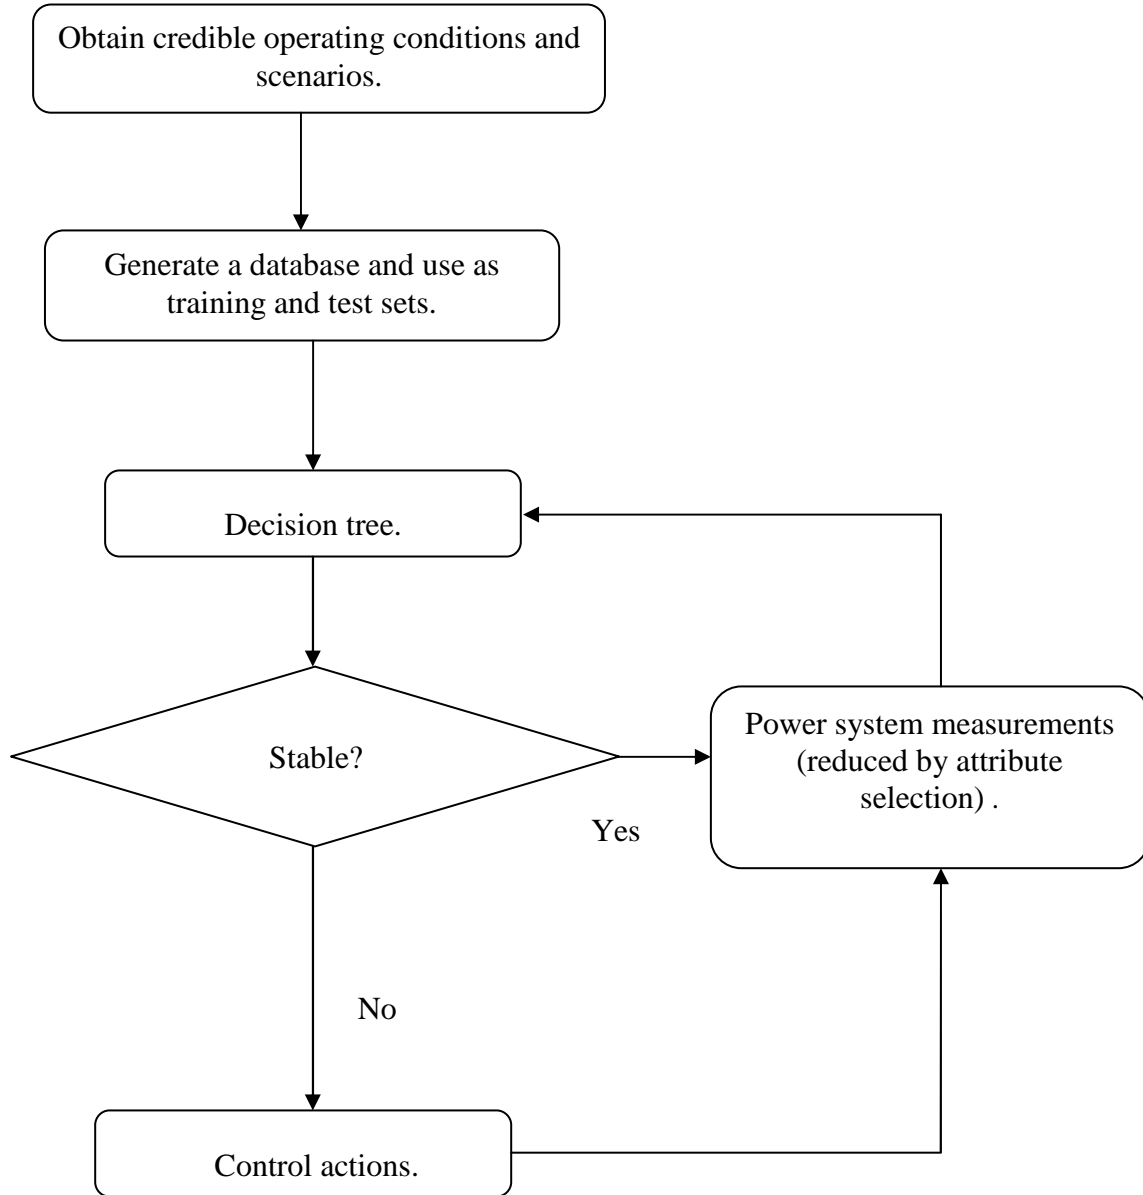 Obtain credible operating conditions and
scenarios.
Generate a database and use as
training and test sets.
Decision tree.
Stable?
Power system measurements
(reduced by attribute
selection) .
Yes
No
Control actions.